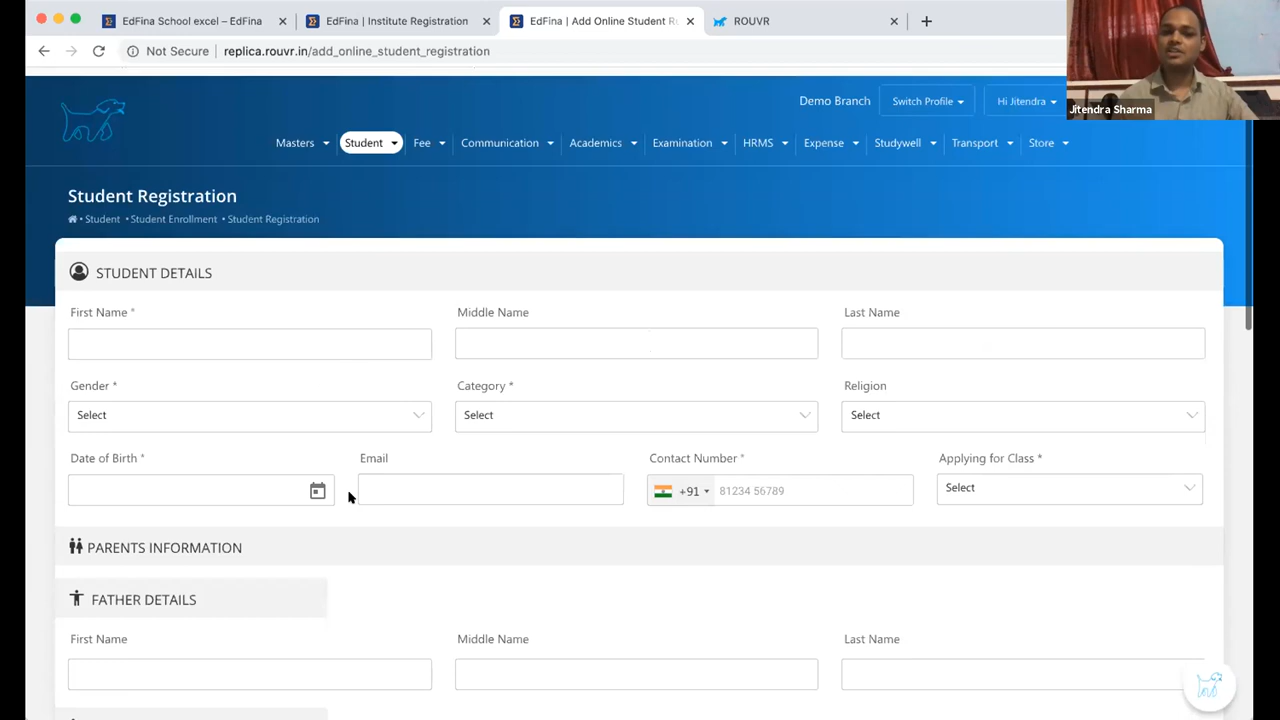 EdFina School excel – EdFina
EdFina | Institute Registration
EdFina | Add Online Student R
ROUVR
Not Secure replica.rouvr.in/add_online_student_registration
Demo Branch Switch Profile Hi Jitendra
Jitendra Sharma
Masters Student Fee Communication Academics Examination HRMS Expense Studywell Transport Store
Student Registration
• Student • Student Enrollment • Student Registration
STUDENT DETAILS
First Name * Middle Name Last Name
Gender * Category * Religion
Select Select Select
Date of Birth * Email Contact Number * Applying for Class *
+91 81234 56789 Select
PARENTS INFORMATION
FATHER DETAILS
First Name Middle Name Last Name